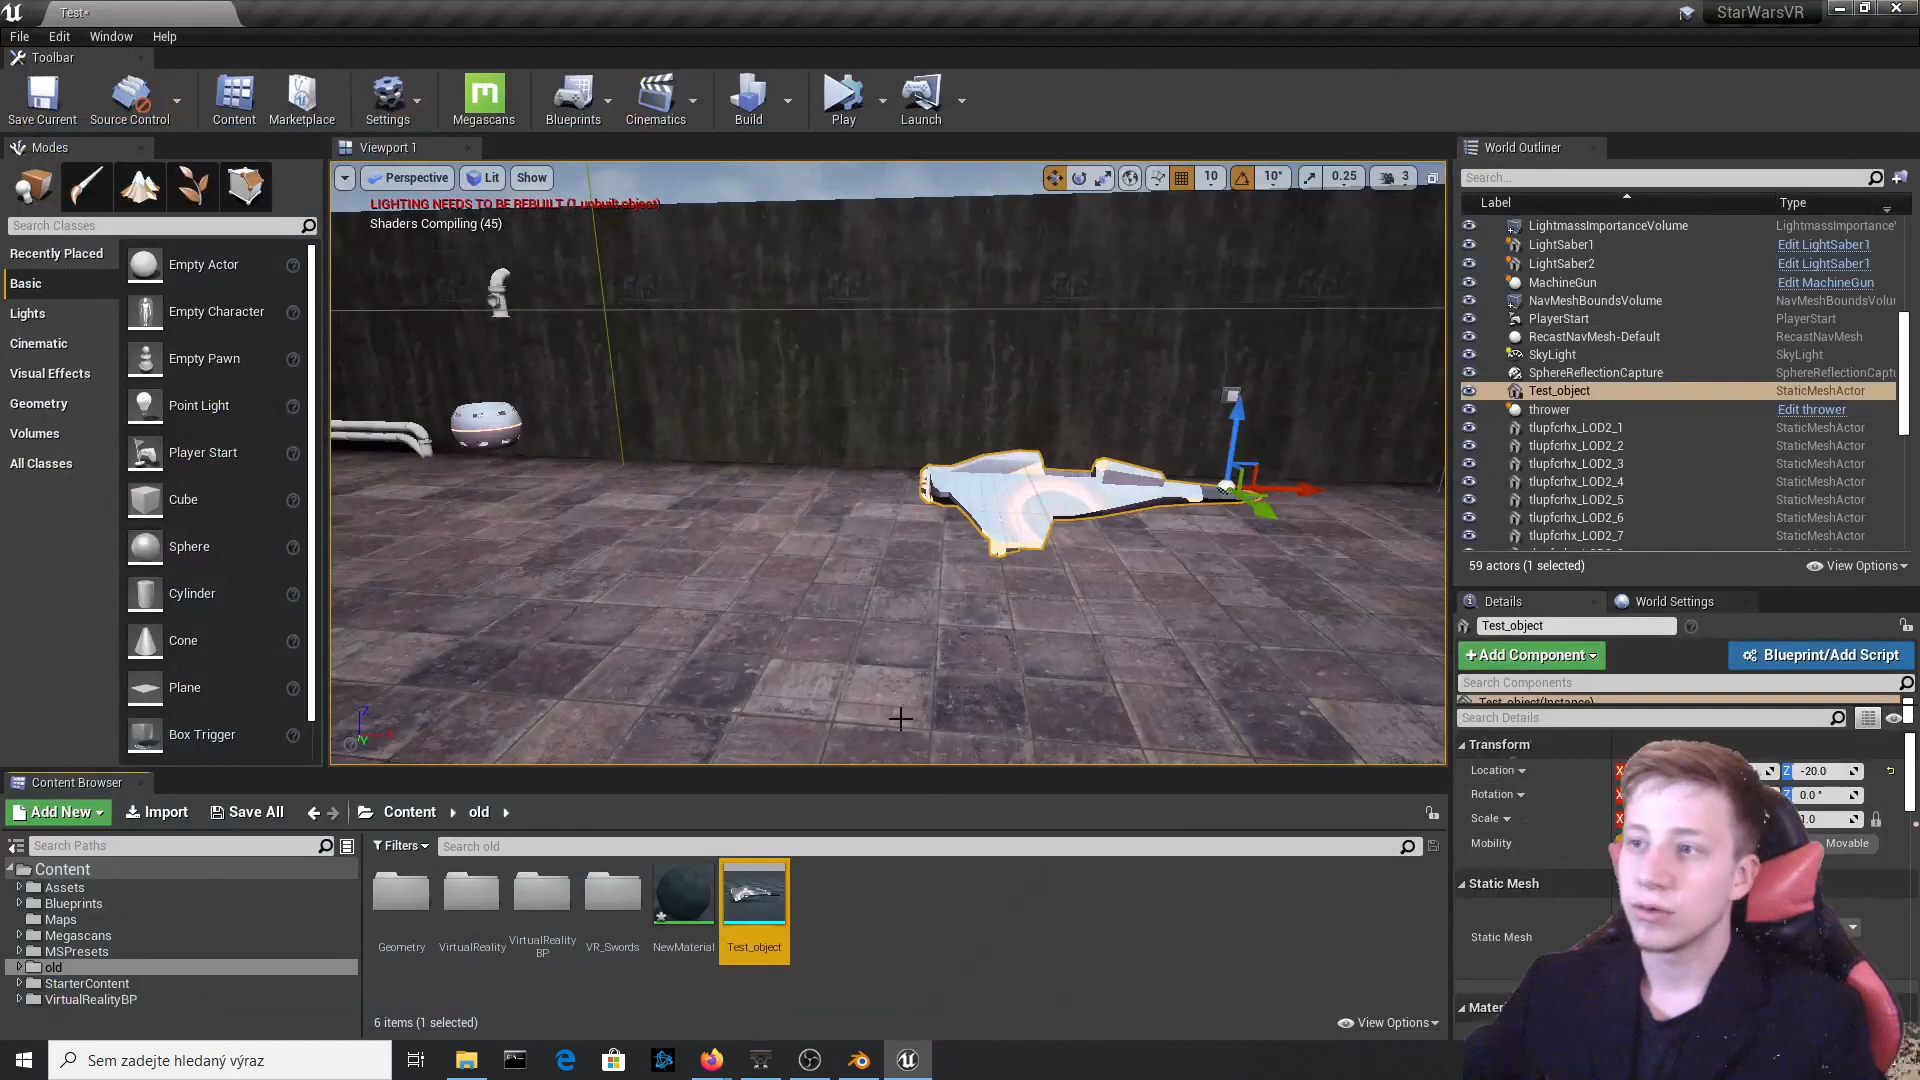 Test*
StarWarsVR
File Edit Window Help
Toolbar
Save Current
Source Control
Content
Marketplace
Settings
Megascans
Blueprints
Cinematics
Build
Play
Launch
Modes
Search Classes
Recently Placed
Basic
Lights
Cinematic
Visual Effects
Geometry
Volumes
All Classes
Empty Actor
Empty Character
Empty Pawn
Point Light
Player Start
Cube
Sphere
Cylinder
Cone
Plane
Box Trigger
Viewport 1
Perspective
Lit
Show
10
10°
0.25
3
LIGHTING NEEDS TO BE REBUILT (1 unbuilt object)
Shaders Compiling (45)
Z
X
Y
World Outliner
Search...
Label Type
LightmassImportanceVolume LightmassImportance
LightSaber1 Edit LightSaber1
LightSaber2 Edit LightSaber1
MachineGun Edit MachineGun
NavMeshBoundsVolume NavMeshBoundsVolu
PlayerStart PlayerStart
RecastNavMesh-Default RecastNavMesh
SkyLight SkyLight
SphereReflectionCapture SphereReflectionCaptu
Test_object StaticMeshActor
thrower Edit thrower
tlupfcrhx_LOD2_1 StaticMeshActor
tlupfcrhx_LOD2_2 StaticMeshActor
tlupfcrhx_LOD2_3 StaticMeshActor
tlupfcrhx_LOD2_4 StaticMeshActor
tlupfcrhx_LOD2_5 StaticMeshActor
tlupfcrhx_LOD2_6 StaticMeshActor
tlupfcrhx_LOD2_7 StaticMeshActor
59 actors (1 selected)
View Options
Details
World Settings
Test_object
+Add Component
Blueprint/Add Script
Search Components
Test_object(Instance)
Search Details
Transform
Location X Z -20.0
Rotation X Z 0.0 °
Scale X 1.0
Mobility Movable
Static Mesh
Static Mesh
Mater
Content Browser
Add New
Import
Save All
Content
old
Search Paths
Filters
Search old
Content
Assets
Blueprints
Maps
Megascans
MSPresets
old
StarterContent
VirtualRealityBP
Geometry
VirtualReality
VirtualReality
BP
VR_Swords
NewMaterial
Test_object
6 items (1 selected)
View Options
Sem zadejte hledaný výraz